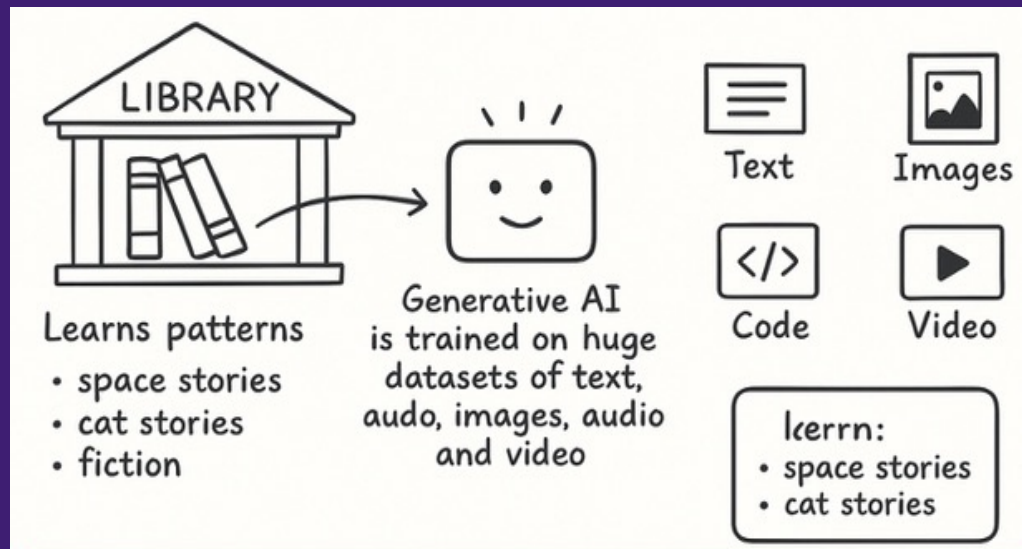 LIBRARY
Learns patterns
• space stories
• cat stories
• fiction
Generative AI
is trained on huge
datasets of text,
audo, images, audio
and video
Text
Images
</>
Code
Video
• space stories
• cat stories